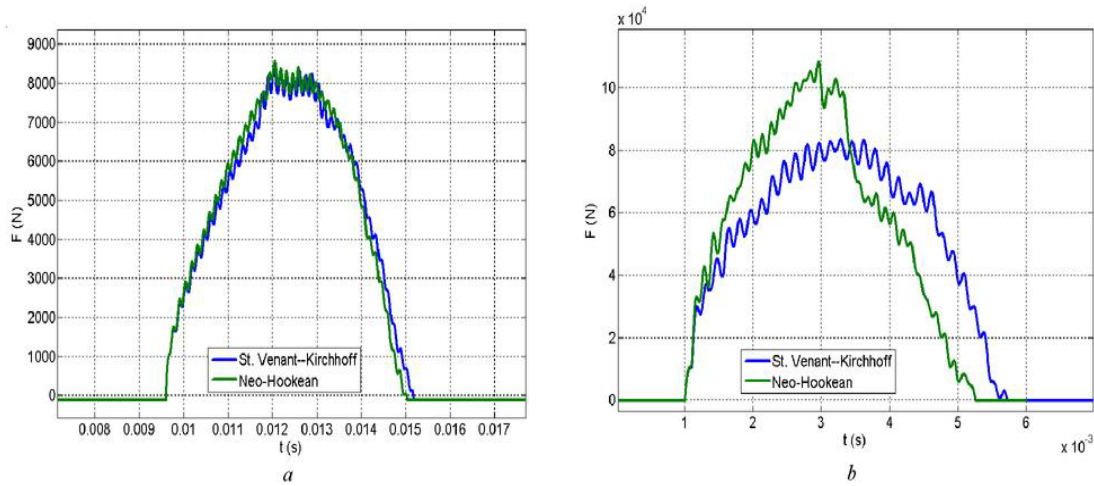 9000
8000
7000
6000
5000
4000
3000
2000
1000
0
F (N)
St. Venant--Kirchhoff
Neo-Hookean
0.008 0.009 0.01 0.011 0.012 0.013 0.014 0.015 0.016 0.017
t (s)
a
x 10⁴
10
8
6
4
2
0
F (N)
St. Venant--Kirchhoff
Neo-Hookean
1 2 3 4 5 6
t (s)
x 10⁻³
b